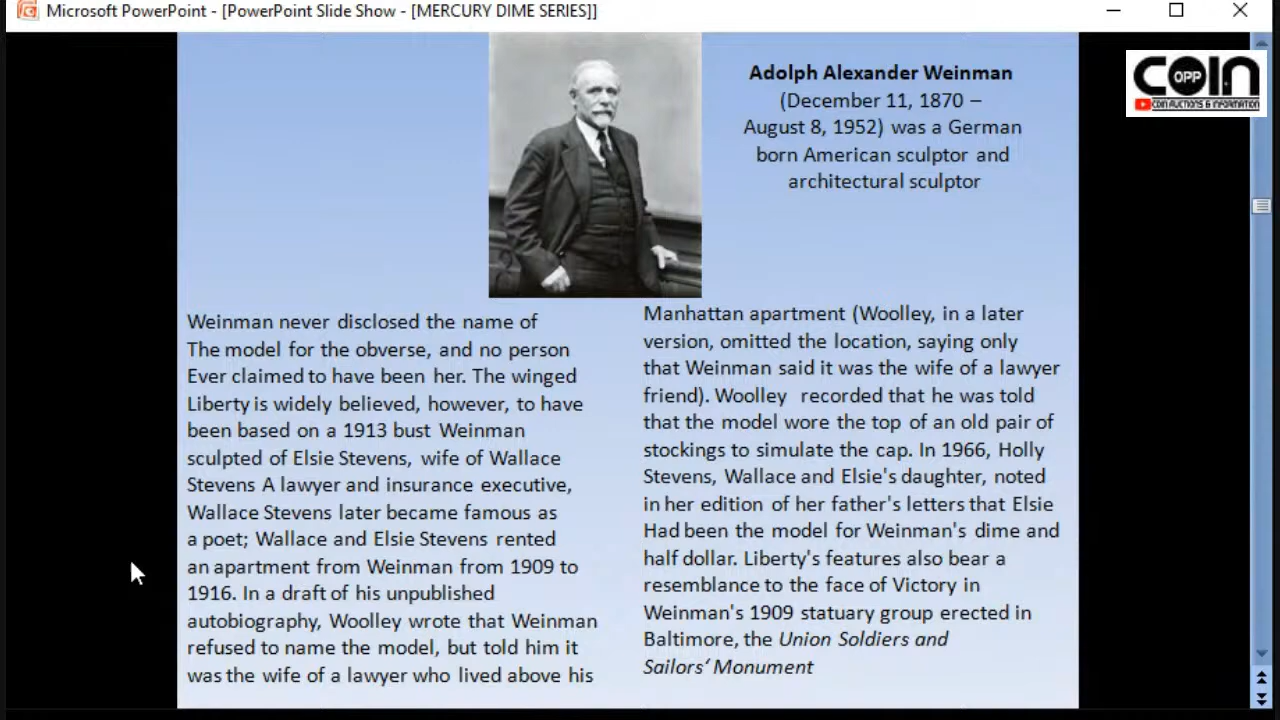 Microsoft PowerPoint - [PowerPoint Slide Show - [MERCURY DIME SERIES]]
COIN
OPP
COIN AUCTIONS & INFORMATION
Adolph Alexander Weinman
(December 11, 1870 –
August 8, 1952) was a German
born American sculptor and
architectural sculptor
Weinman never disclosed the name of
The model for the obverse, and no person
Ever claimed to have been her. The winged
Liberty is widely believed, however, to have
been based on a 1913 bust Weinman
sculpted of Elsie Stevens, wife of Wallace
Stevens A lawyer and insurance executive,
Wallace Stevens later became famous as
a poet; Wallace and Elsie Stevens rented
an apartment from Weinman from 1909 to
1916. In a draft of his unpublished
autobiography, Woolley wrote that Weinman
refused to name the model, but told him it
was the wife of a lawyer who lived above his
Manhattan apartment (Woolley, in a later
version, omitted the location, saying only
that Weinman said it was the wife of a lawyer
friend). Woolley recorded that he was told
that the model wore the top of an old pair of
stockings to simulate the cap. In 1966, Holly
Stevens, Wallace and Elsie's daughter, noted
in her edition of her father's letters that Elsie
Had been the model for Weinman's dime and
half dollar. Liberty's features also bear a
resemblance to the face of Victory in
Weinman's 1909 statuary group erected in
Baltimore, the Union Soldiers and
Sailors‘ Monument